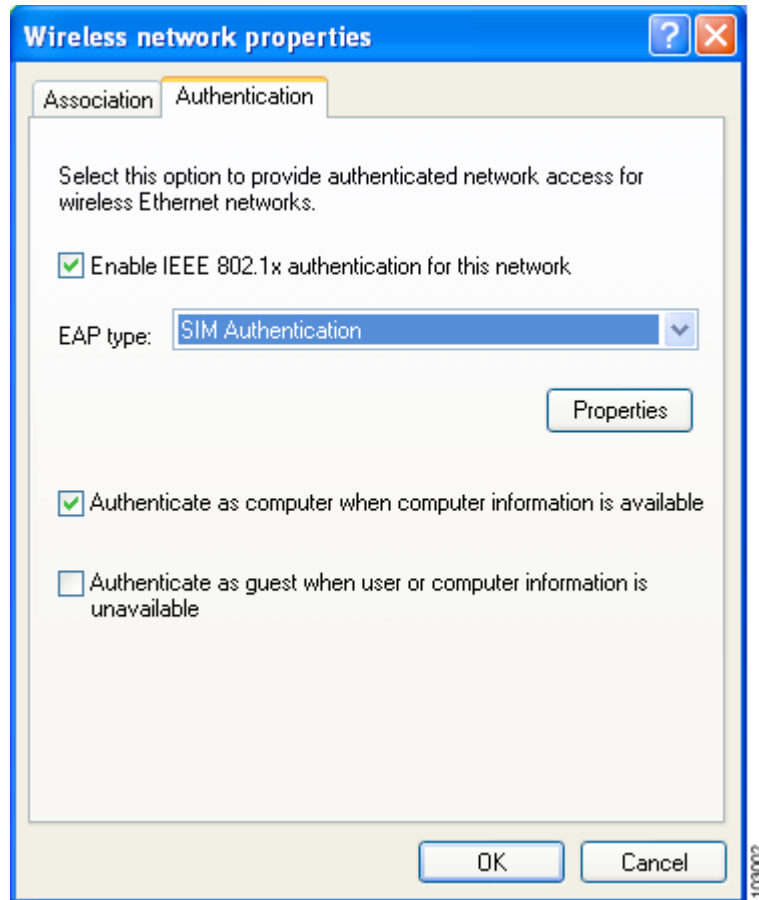 Wireless network properties
Association
Authentication
Select this option to provide authenticated network access for
wireless Ethernet networks.
Enable IEEE 802.1x authentication for this network
EAP type:
SIM Authentication
Properties
Authenticate as computer when computer information is available
Authenticate as guest when user or computer information is
unavailable
OK
Cancel
103002